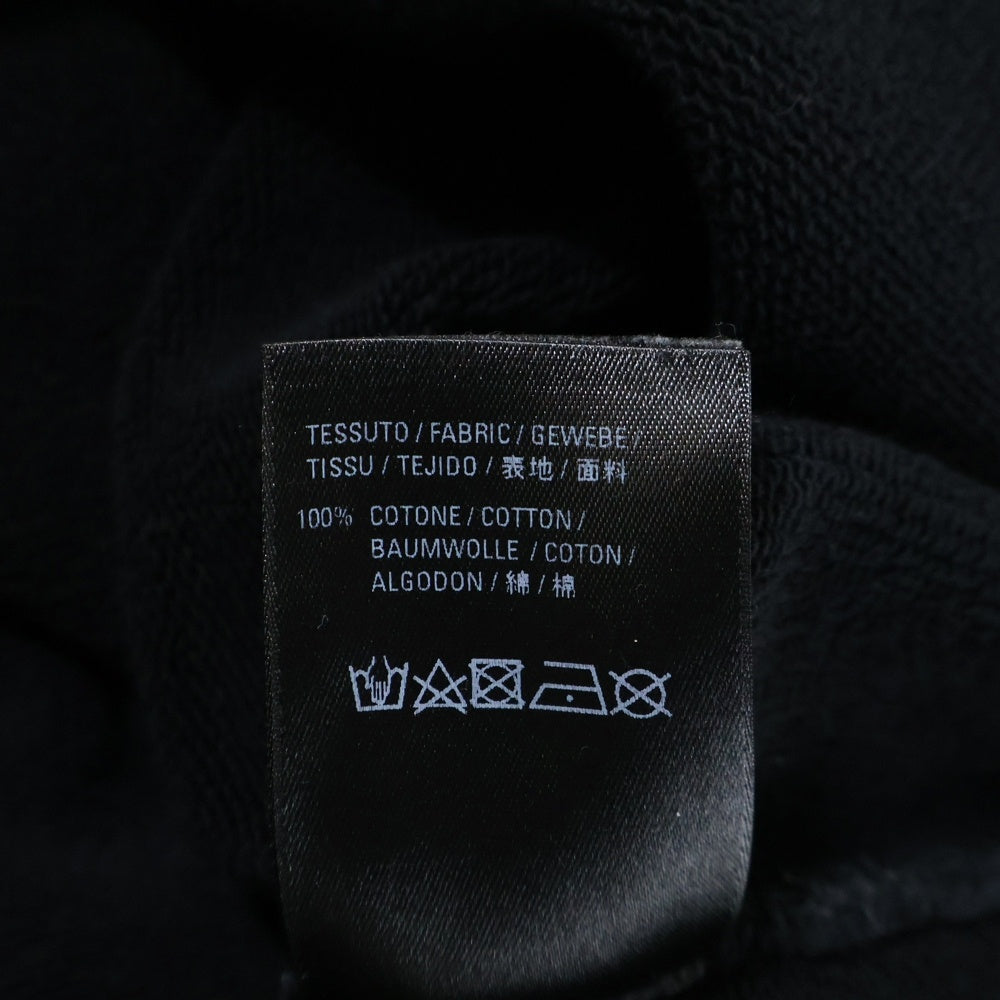 TESSUTO / FABRIC / GEWEBE /
TISSU / TEJIDO / 表地 / 面料
100% COTONE / COTTON /
BAUMWOLLE / COTON /
ALGODON / 綿 / 棉